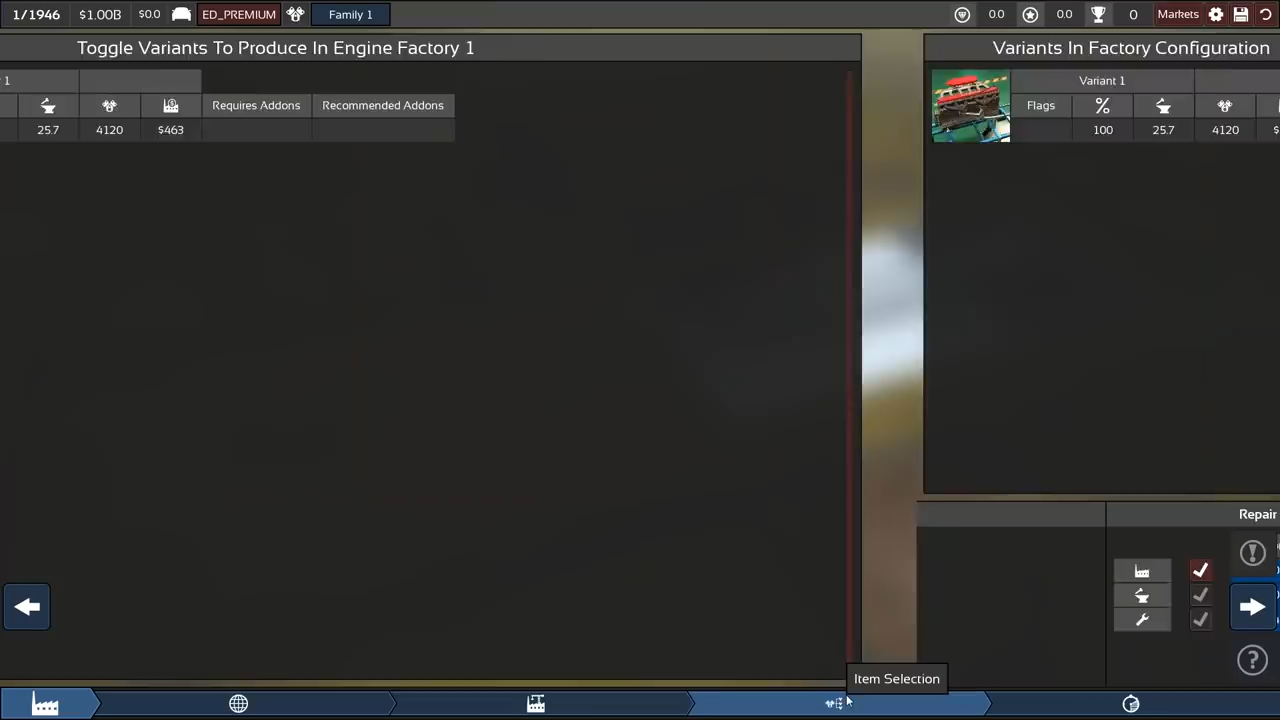 1/1946 $1.00B $0.0 ED_PREMIUM Family 1 0.0 0.0 0 Markets
Toggle Variants To Produce In Engine Factory 1
Variants In Factory Configuration
1
Variant 1
Requires Addons Recommended Addons
Flags %
25.7 4120 $463
100 25.7 4120 $
Repair
Item Selection